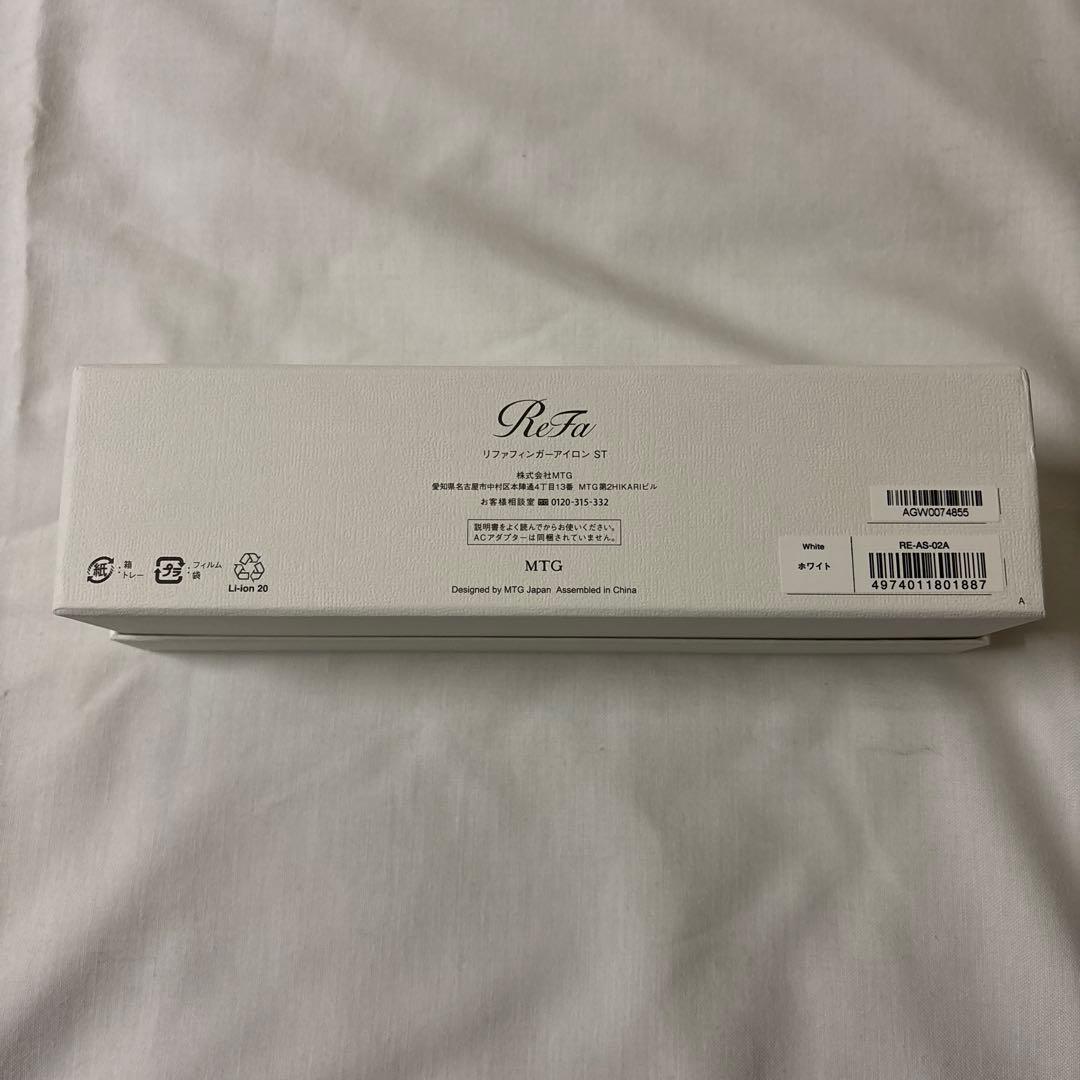 ReFa
リファフィンガーアイロン ST
株式会社MTG
愛知県名古屋市中村区本陣通4丁目13番 MTG第2HIKARIビル
お客様相談室 0120-315-332
説明書をよく読んでからお使いください。
ACアダプターは同梱されていません。
MTG
Designed by MTG Japan Assembled in China
紙 :箱
トレー
プラ :フィルム
袋
Li-ion 20
AGW0074855
White
ホワイト
RE-AS-02A
4974011801887
A